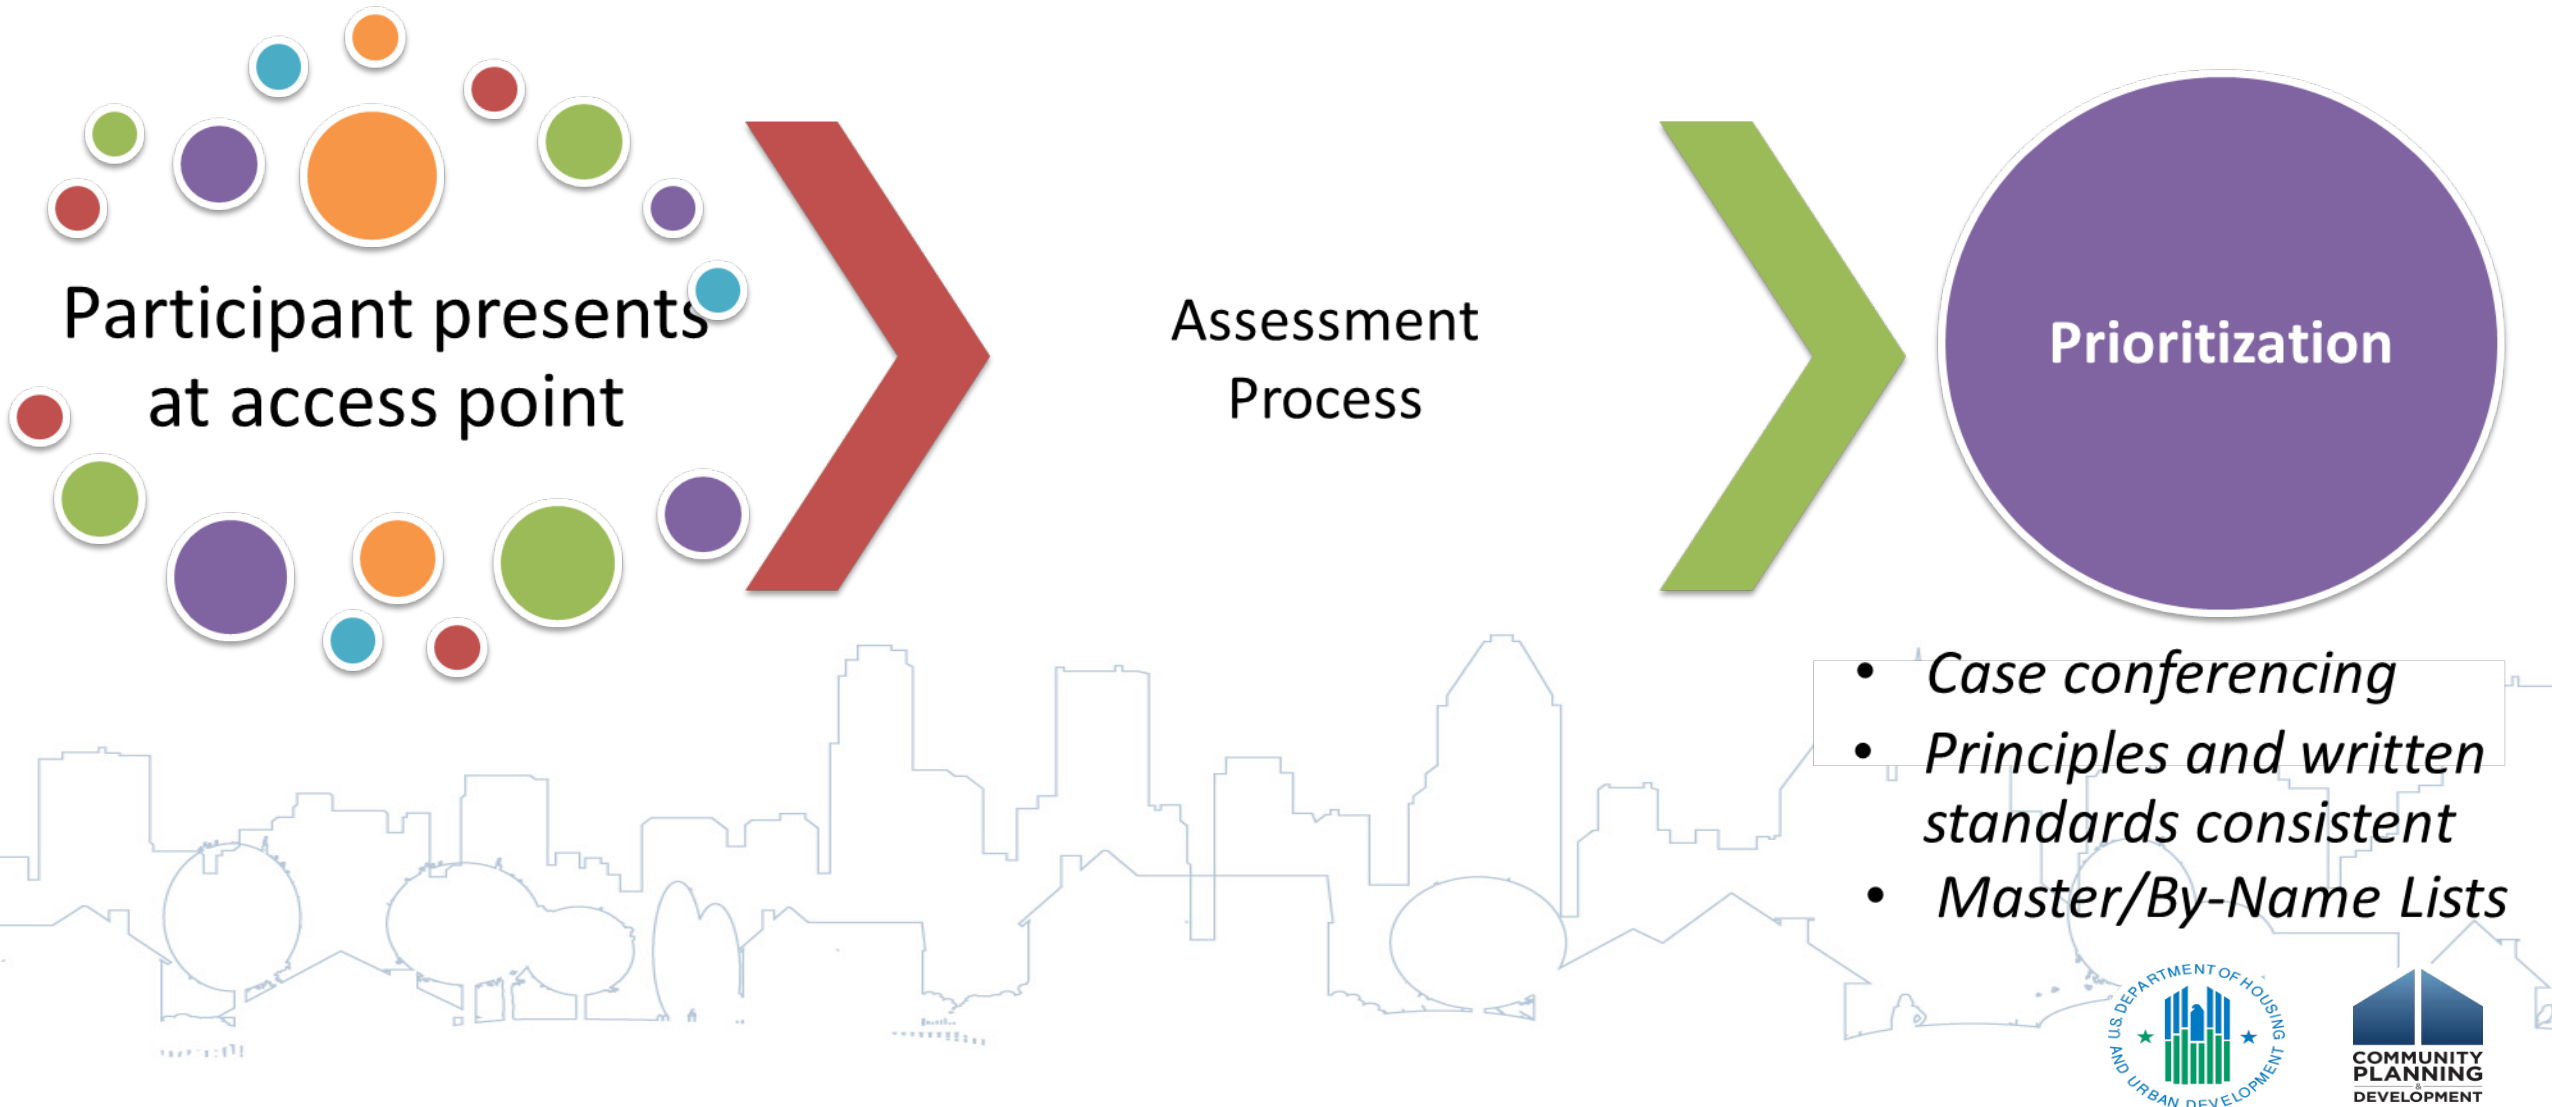 Participant presents
at access point
Assessment
Process
Prioritization
• Case conferencing
• Principles and written
standards consistent
• Master/By-Name Lists
U.S. DEPARTMENT OF HOUSING
AND URBAN DEVELOPMENT
COMMUNITY
PLANNING
&
DEVELOPMENT